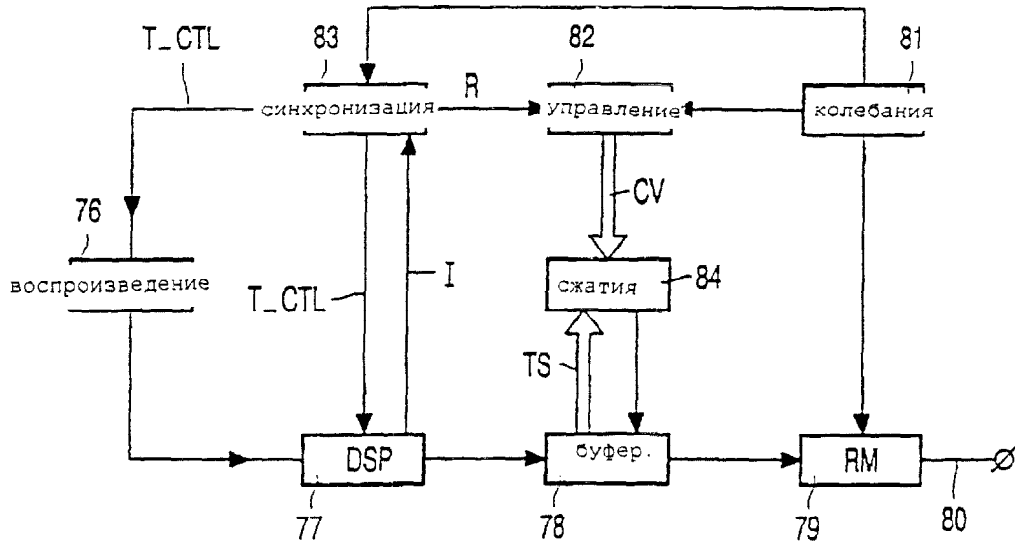 T_CTL
83
82
81
синхронизация
R
управление
колебания
76
CV
воспроизведение
T_CTL
I
сжатия
84
TS
DSP
буфер.
RM
77
78
79
80